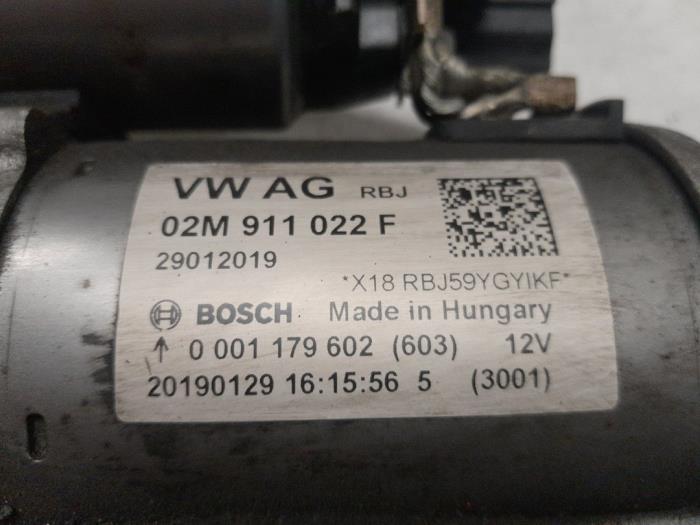 VW AG RBJ
02M 911 022 F
29012019
*X18 RBJ59YGYIKF*
BOSCH Made in Hungary
↑ 0 001 179 602 (603) 12V
20190129 16:15:56 5 (3001)